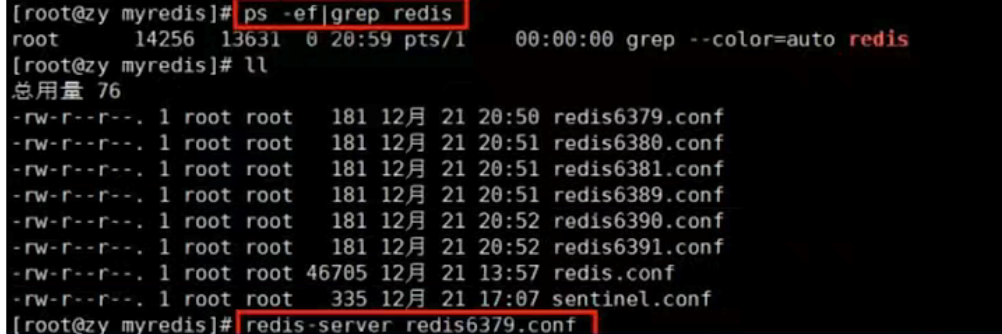 [root@zy myredis]# ps -ef|grep redis
root      14256  13631  0 20:59 pts/1    00:00:00 grep --color=auto redis
[root@zy myredis]# ll
总用量 76
-rw-r--r--. 1 root root   181 12月 21 20:50 redis6379.conf
-rw-r--r--. 1 root root   181 12月 21 20:51 redis6380.conf
-rw-r--r--. 1 root root   181 12月 21 20:51 redis6381.conf
-rw-r--r--. 1 root root   181 12月 21 20:51 redis6389.conf
-rw-r--r--. 1 root root   181 12月 21 20:52 redis6390.conf
-rw-r--r--. 1 root root   181 12月 21 20:52 redis6391.conf
-rw-r--r--. 1 root root 46705 12月 21 13:57 redis.conf
-rw-r--r--. 1 root root   335 12月 21 17:07 sentinel.conf
[root@zy myredis]# redis-server redis6379.conf